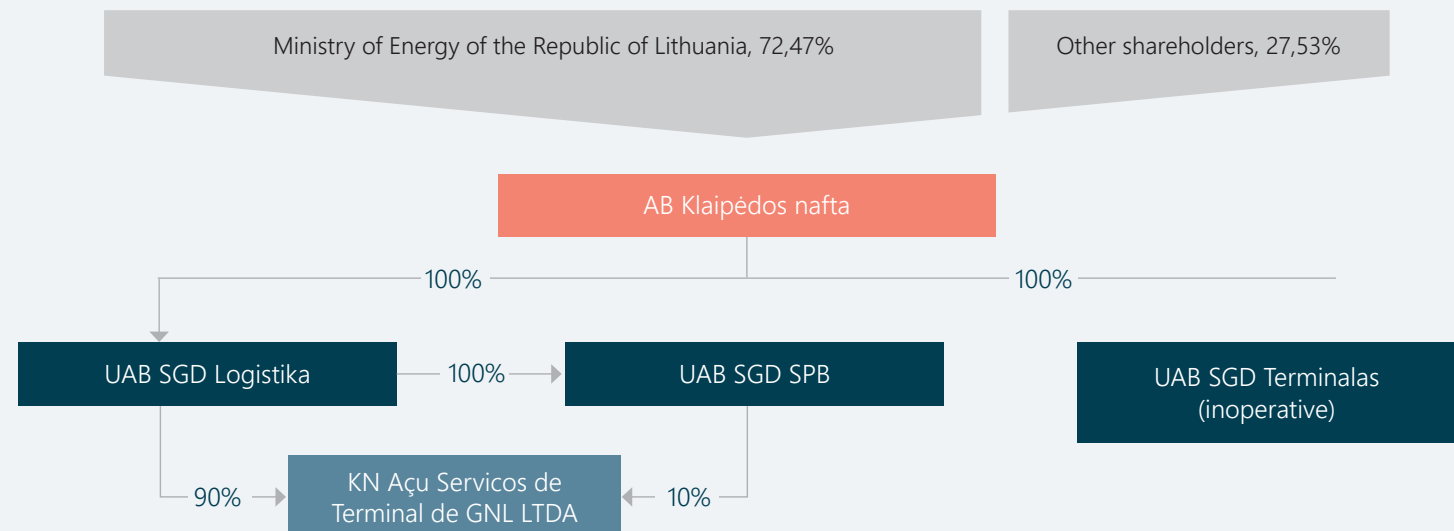 Ministry of Energy of the Republic of Lithuania, 72,47%
Other shareholders, 27,53%
AB Klaipėdos nafta
100%
100%
UAB SGD Logistika
100%
UAB SGD SPB
UAB SGD Terminalas
(inoperative)
90%
KN Açu Servicos de
Terminal de GNL LTDA
10%